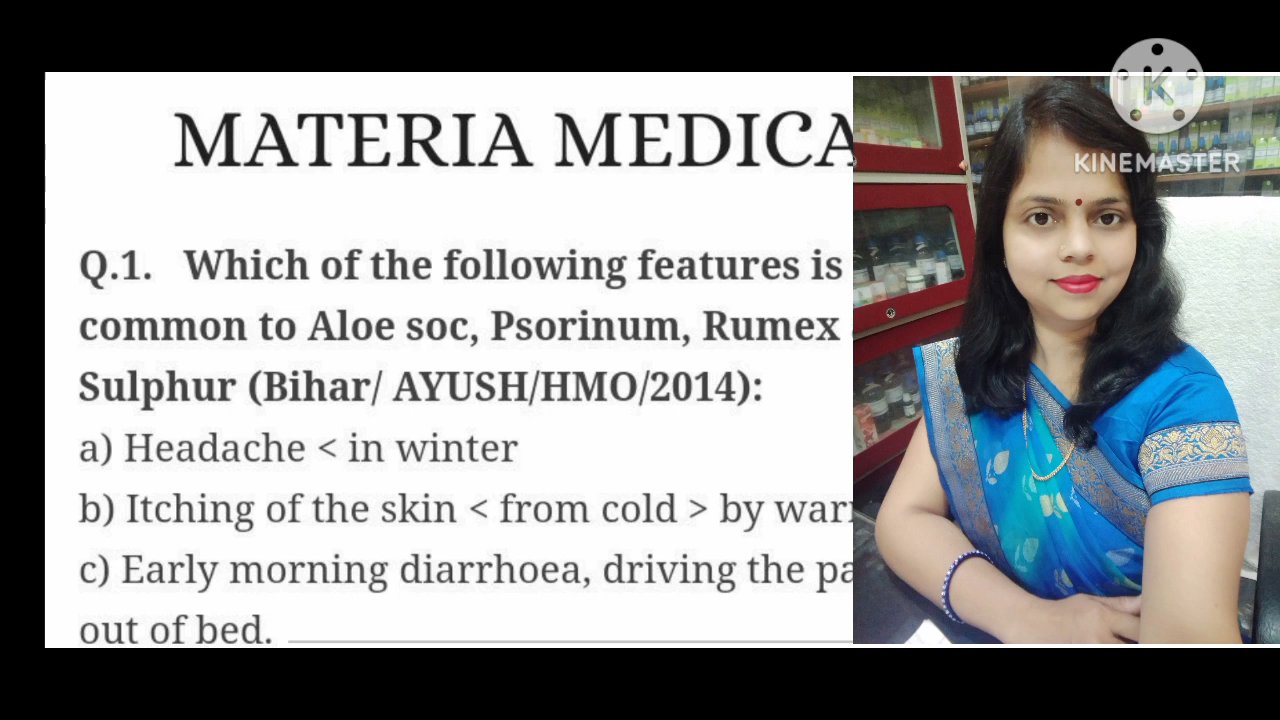 MATERIA MEDICA
Q.1. Which of the following features is
common to Aloe soc, Psorinum, Rumex
Sulphur (Bihar/ AYUSH/HMO/2014):
a) Headache < in winter
b) Itching of the skin < from cold > by
c) Early morning diarrhoea, driving the
out of bed.
K
KINEMASTER